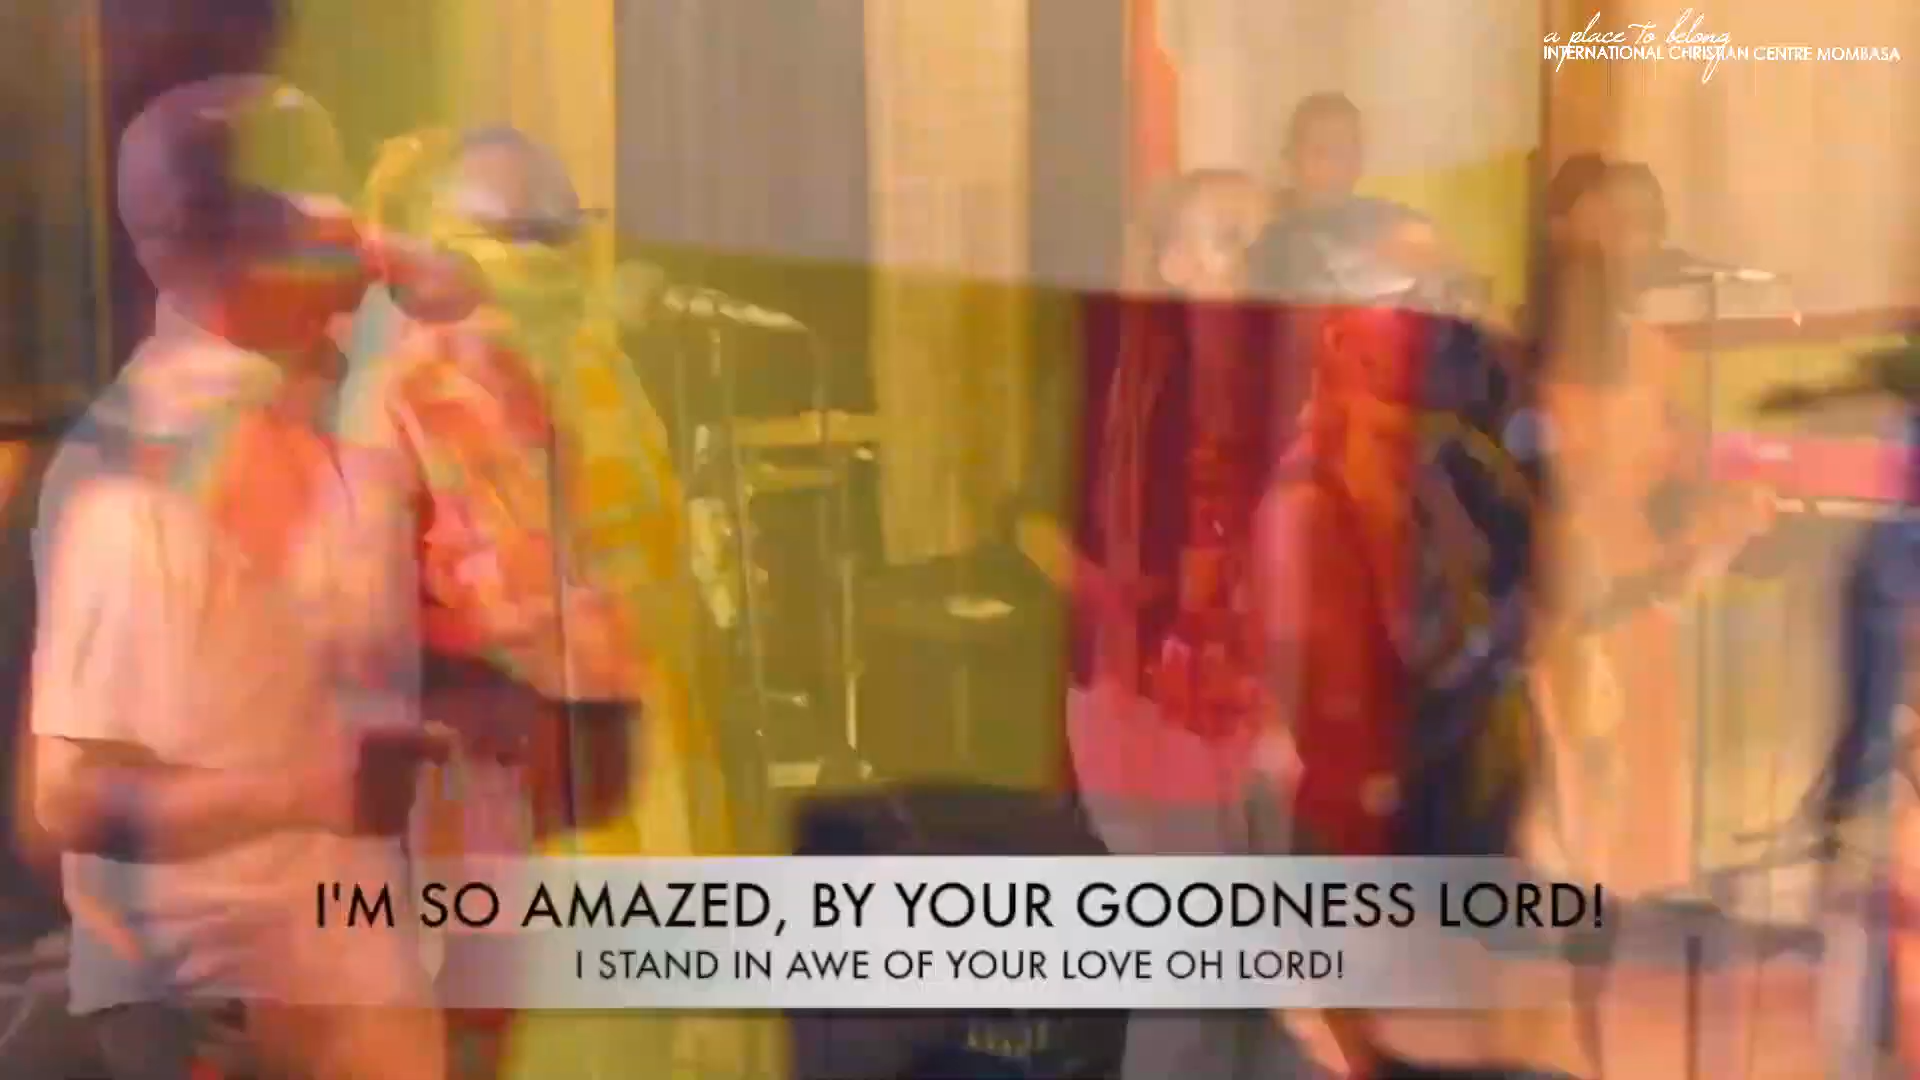 a place to belong
INTERNATIONAL CHRISTIAN CENTRE MOMBASA
I'M SO AMAZED, BY YOUR GOODNESS LORD!
I STAND IN AWE OF YOUR LOVE OH LORD!